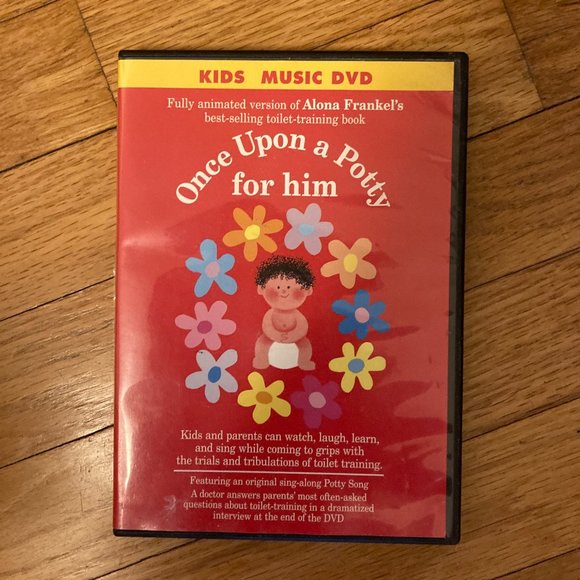 KIDS MUSIC DVD
Fully animated version of Alona Frankel's
best-selling toilet-training book
Once Upon a Potty
for him
Kids and parents can watch, laugh, learn,
and sing while coming to grips with
the trials and tribulations of toilet training.
Featuring an original sing-along Potty Song
A doctor answers parents' most often-asked
questions about toilet-training in a dramatized
interview at the end of the DVD